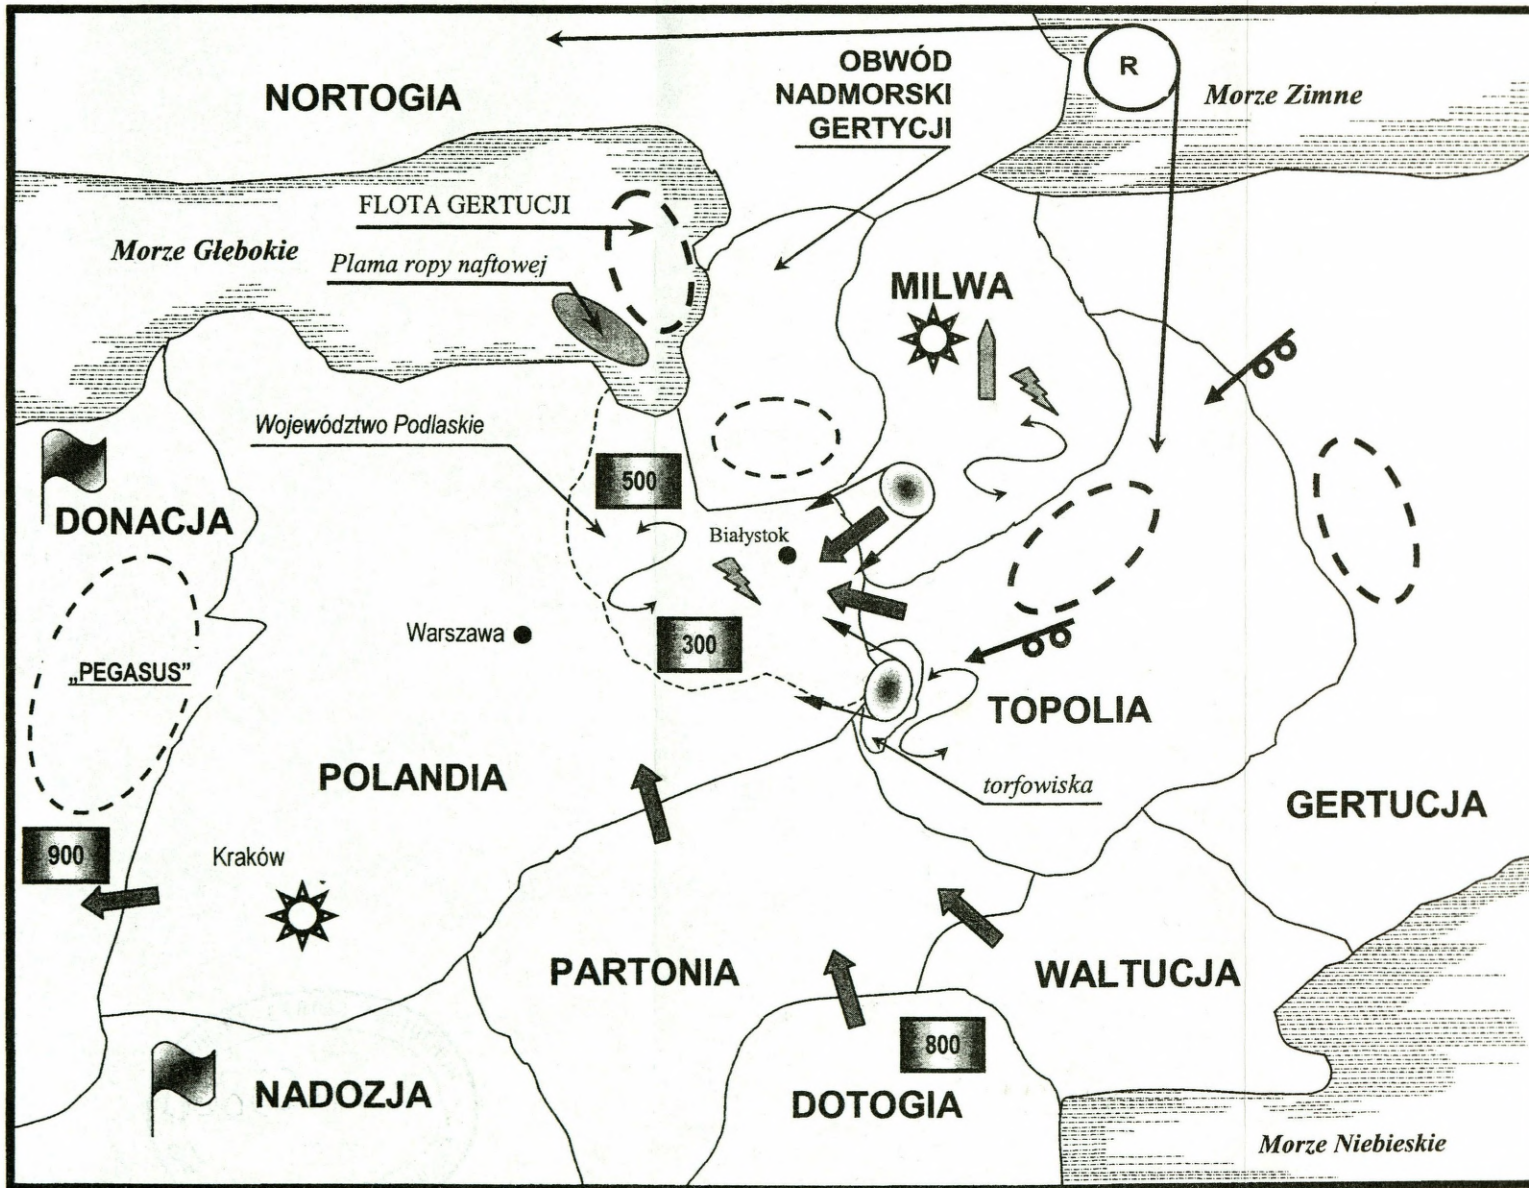 R
OBWÓD
NADMORSKI
GERTYCJI
Morze Zimne
NORTOGIA
FLOTA GERTUCJI
Morze Głebokie
Plama ropy naftowej
MILWA
Województwo Podlaskie
500
DONACJA
Białystok
Warszawa
300
„PEGASUS”
TOPOLIA
POLANDIA
torfowiska
GERTUCJA
900
Kraków
PARTONIA
WALTUCJA
800
NADOZJA
DOTOGIA
Morze Niebieskie